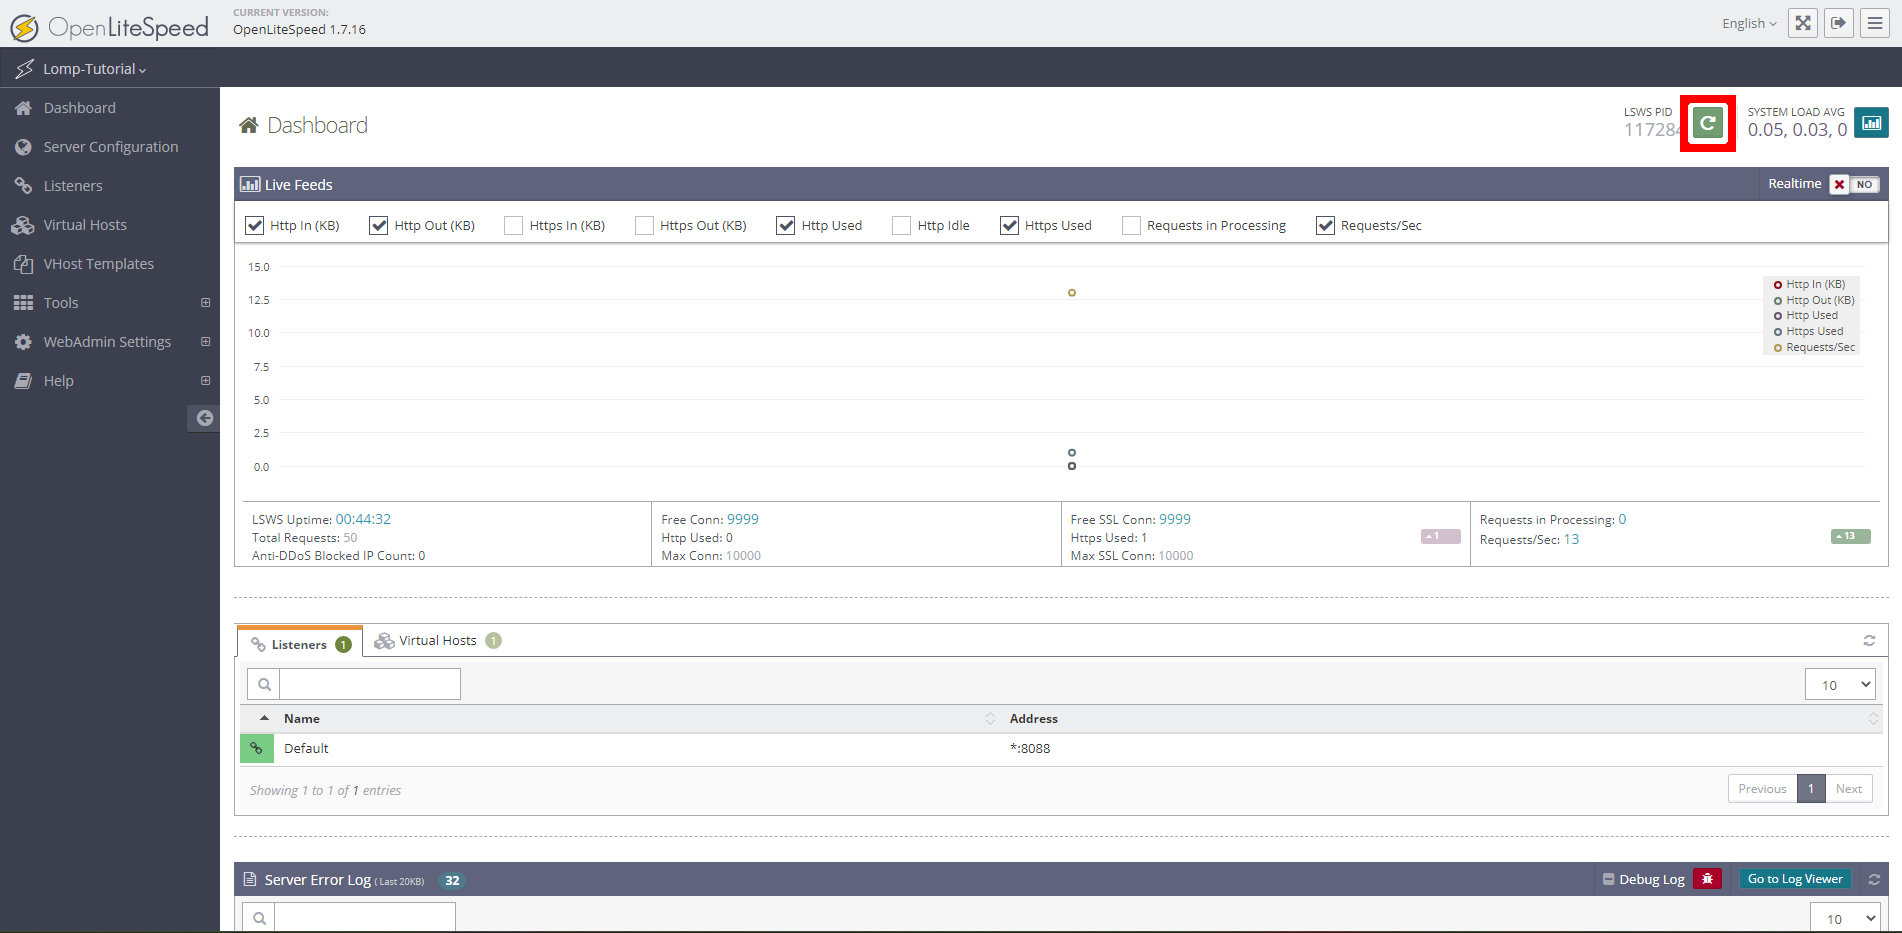 OpenLiteSpeed
CURRENT VERSION:
OpenLiteSpeed 1.7.16
English
Lomp-Tutorial
Dashboard
Server Configuration
Listeners
Virtual Hosts
VHost Templates
Tools
WebAdmin Settings
Help
Dashboard
LSWS PID
117284
SYSTEM LOAD AVG
0.05, 0.03, 0
Live Feeds
Realtime NO
Http In (KB) Http Out (KB) Https In (KB) Https Out (KB) Http Used Http Idle Https Used Requests in Processing Requests/Sec
15.0
12.5
10.0
7.5
5.0
2.5
0.0
Http In (KB)
Http Out (KB)
Http Used
Https Used
Requests/Sec
LSWS Uptime: 00:44:32
Total Requests: 50
Anti-DDoS Blocked IP Count: 0
Free Conn: 9999
Http Used: 0
Max Conn: 10000
Free SSL Conn: 9999
Https Used: 1
Max SSL Conn: 10000
1
Requests in Processing: 0
Requests/Sec: 13
13
Listeners 1 Virtual Hosts 1
10
Name Address
Default *:8088
Showing 1 to 1 of 1 entries
Previous 1 Next
Server Error Log ( Last 20KB) 32
Debug Log Go to Log Viewer
10